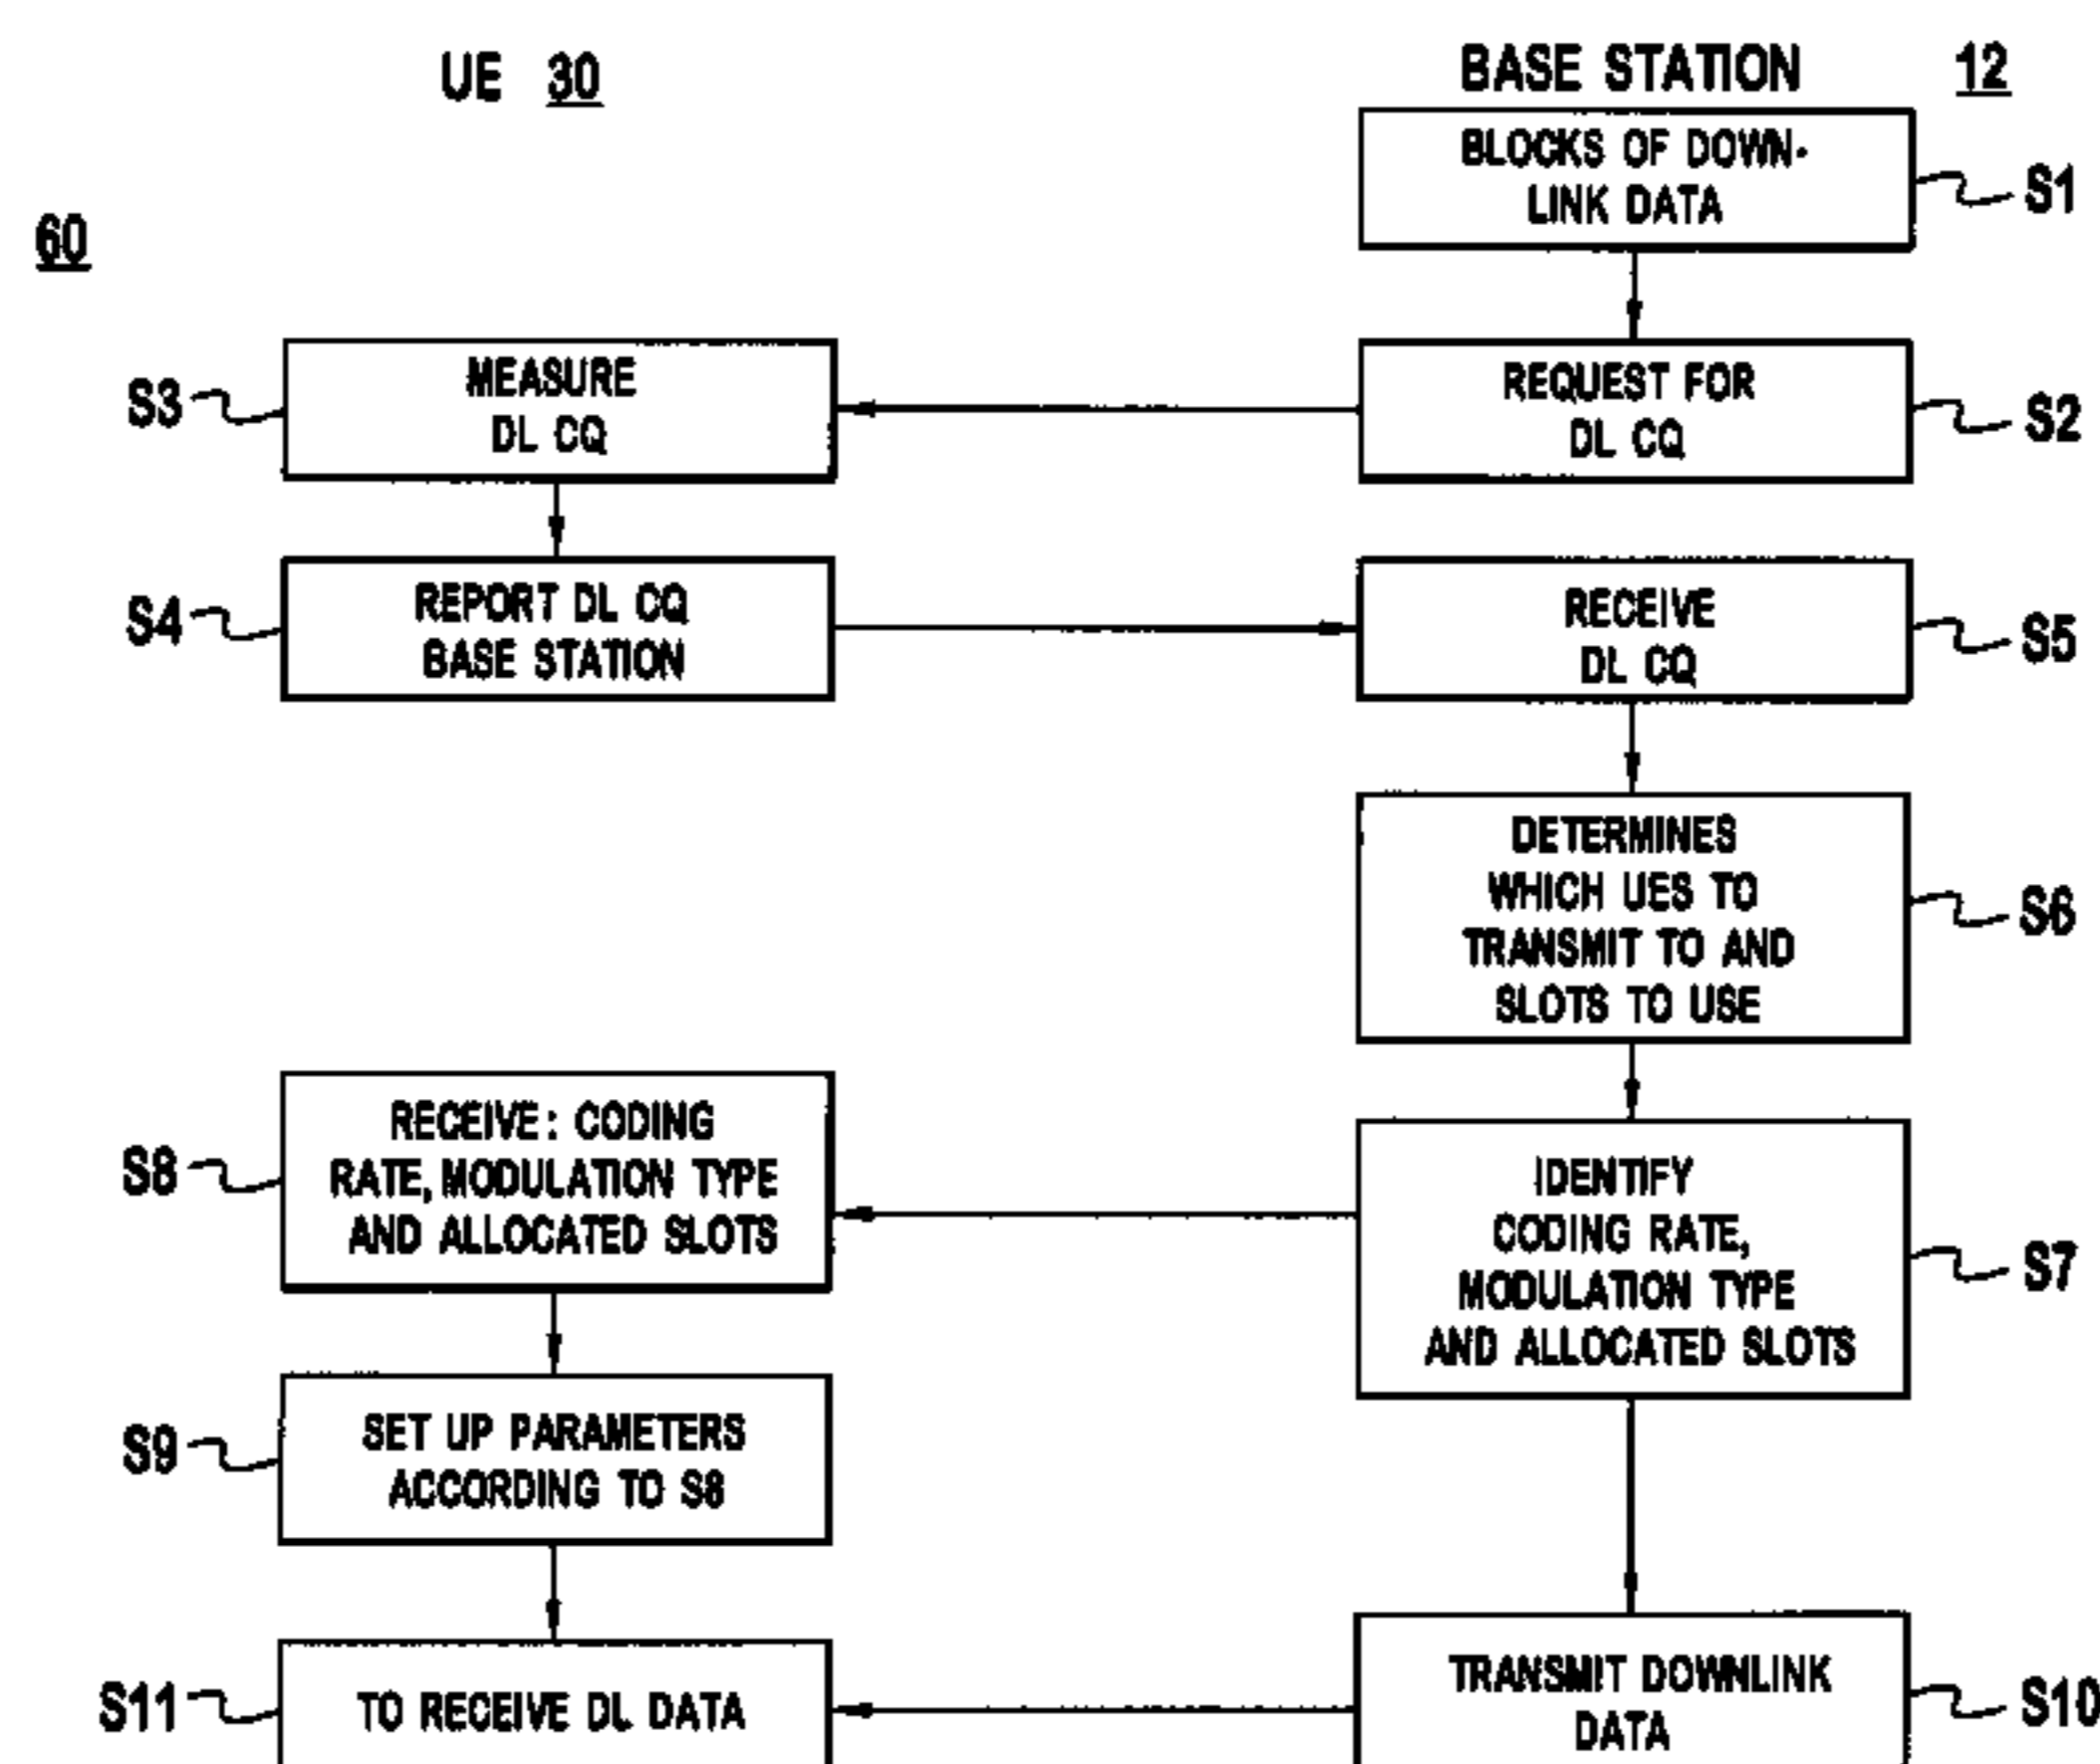 UE 30
BASE STATION 12
60
BLOCKS OF DOWN-
LINK DATA
S1
MEASURE
DL CQ
S3
REQUEST FOR
DL CQ
S2
REPORT DL CQ
BASE STATION
S4
RECEIVE
DL CQ
S5
DETERMINES
WHICH UES TO
TRANSMIT TO AND
SLOTS TO USE
S6
RECEIVE: CODING
RATE, MODULATION TYPE
AND ALLOCATED SLOTS
S8
IDENTIFY
CODING RATE,
MODULATION TYPE
AND ALLOCATED SLOTS
S7
SET UP PARAMETERS
ACCORDING TO S8
S9
TO RECEIVE DL DATA
S11
TRANSMIT DOWNLINK
DATA
S10